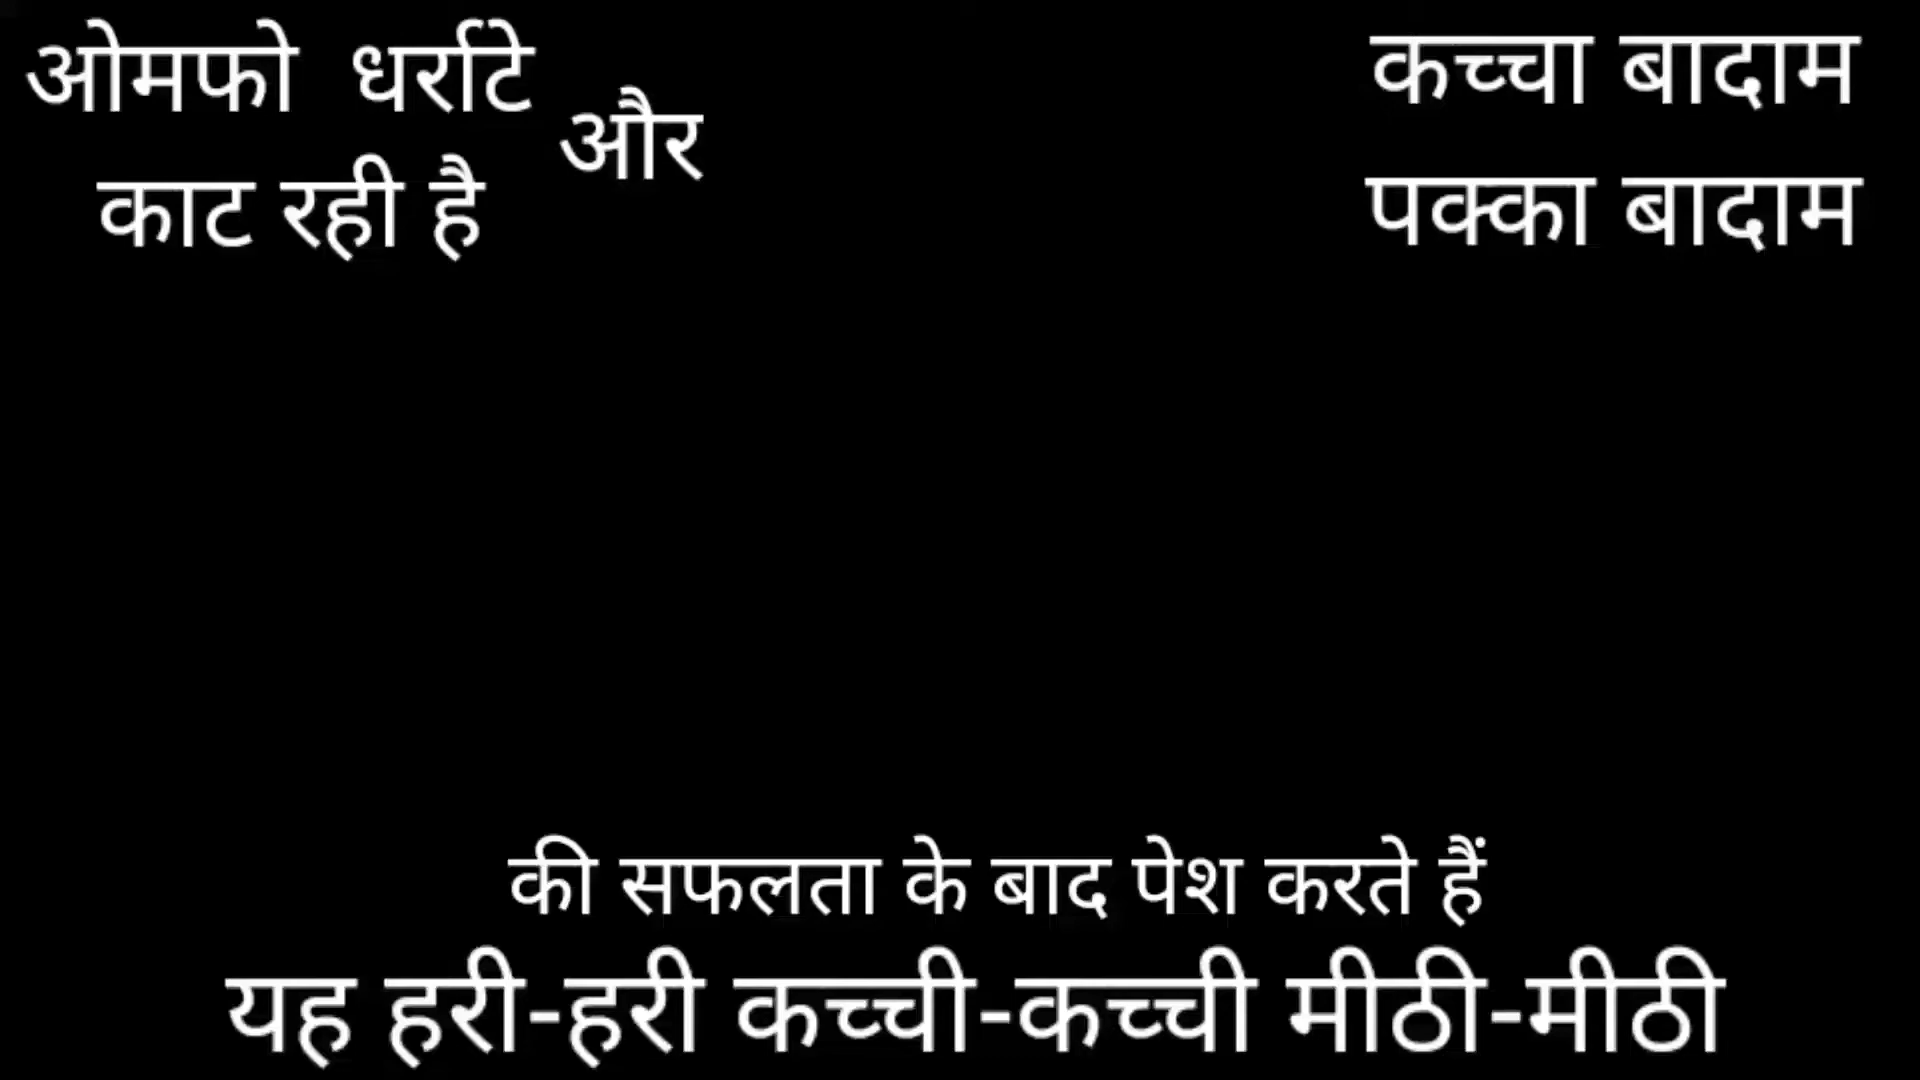 ओमफो धर्राटे
काट रही है
और
कच्चा बादाम
पक्का बादाम
की सफलता के बाद पेश करते हैं
यह हरी-हरी कच्ची-कच्ची मीठी-मीठी